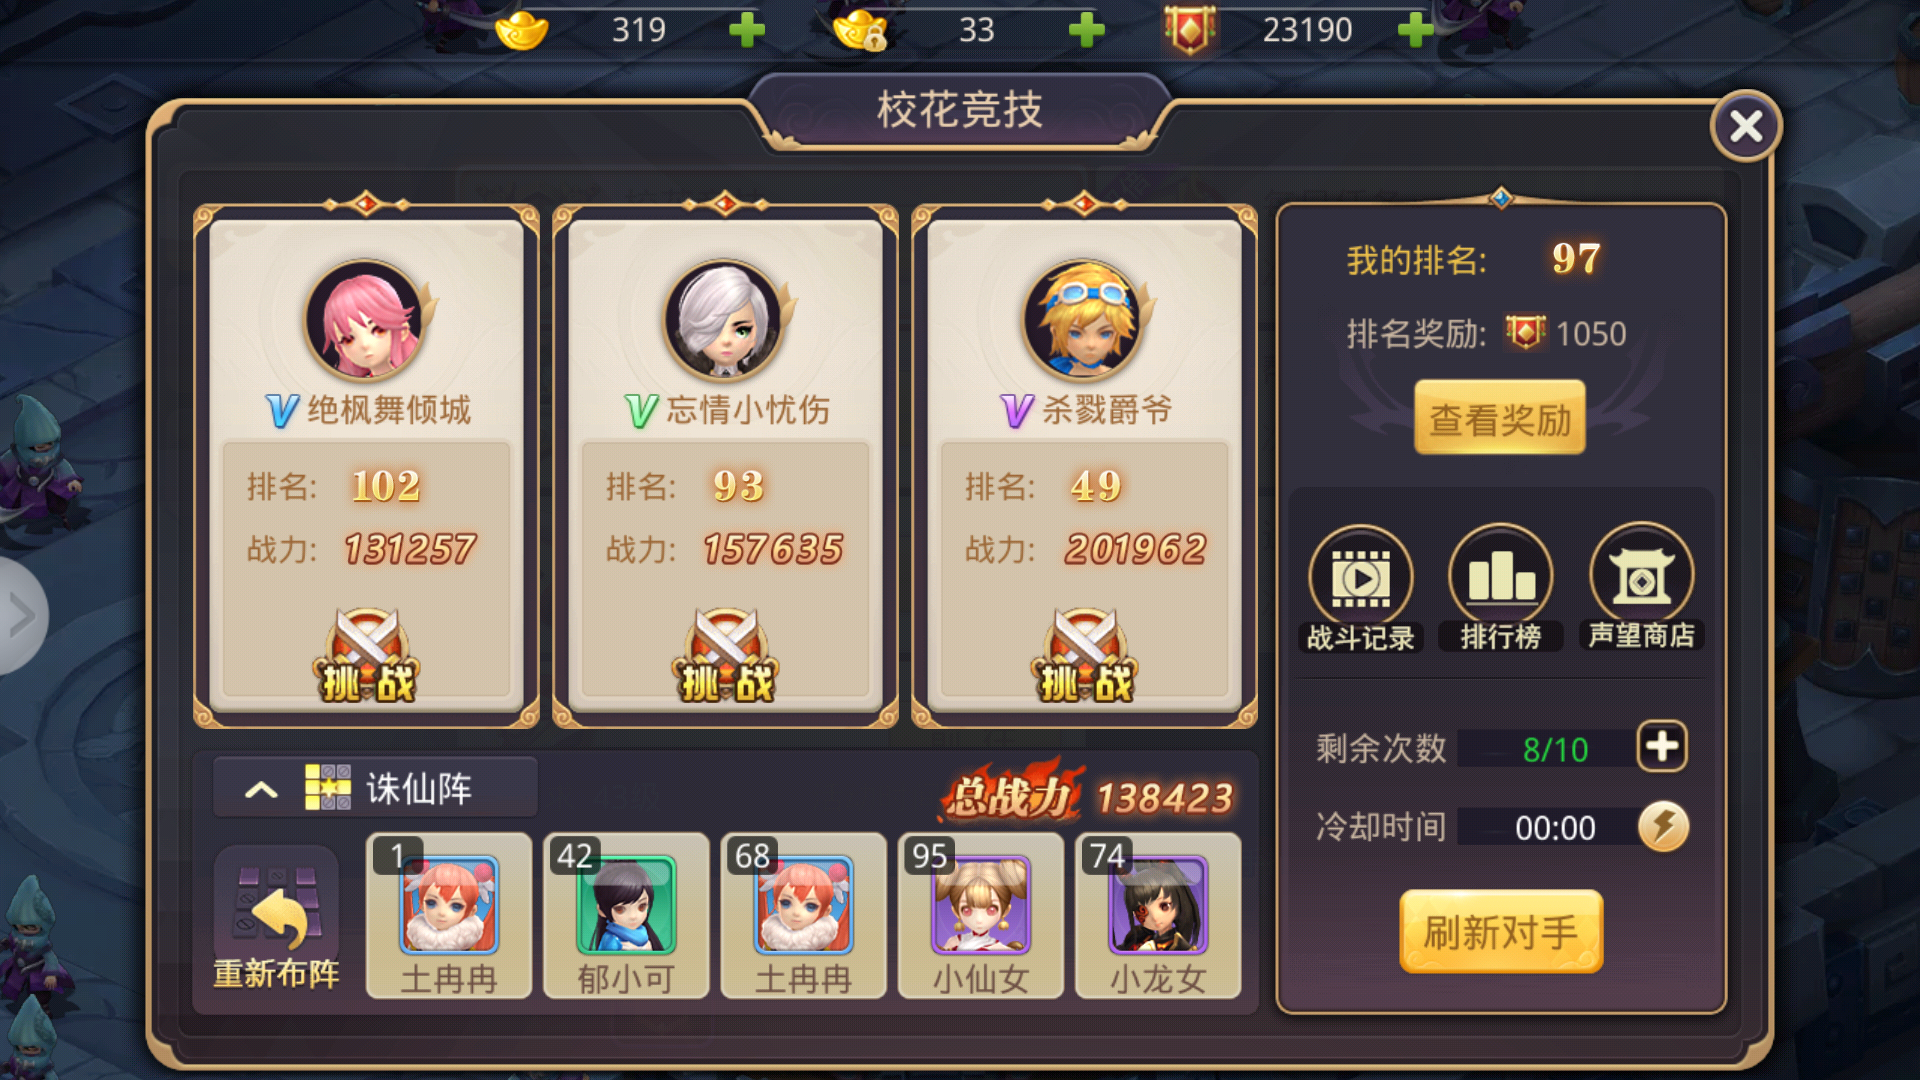 319
33
23190
校花竞技
绝枫舞倾城
排名: 102
战力: 131257
挑战
忘情小忧伤
排名: 93
战力: 157635
挑战
杀戮爵爷
排名: 49
战力: 201962
挑战
我的排名: 97
排名奖励: 1050
查看奖励
战斗记录
排行榜
声望商店
剩余次数 8/10
冷却时间 00:00
刷新对手
诛仙阵
总战力 138423
重新布阵
1
土冉冉
42
郁小可
68
土冉冉
95
小仙女
74
小龙女